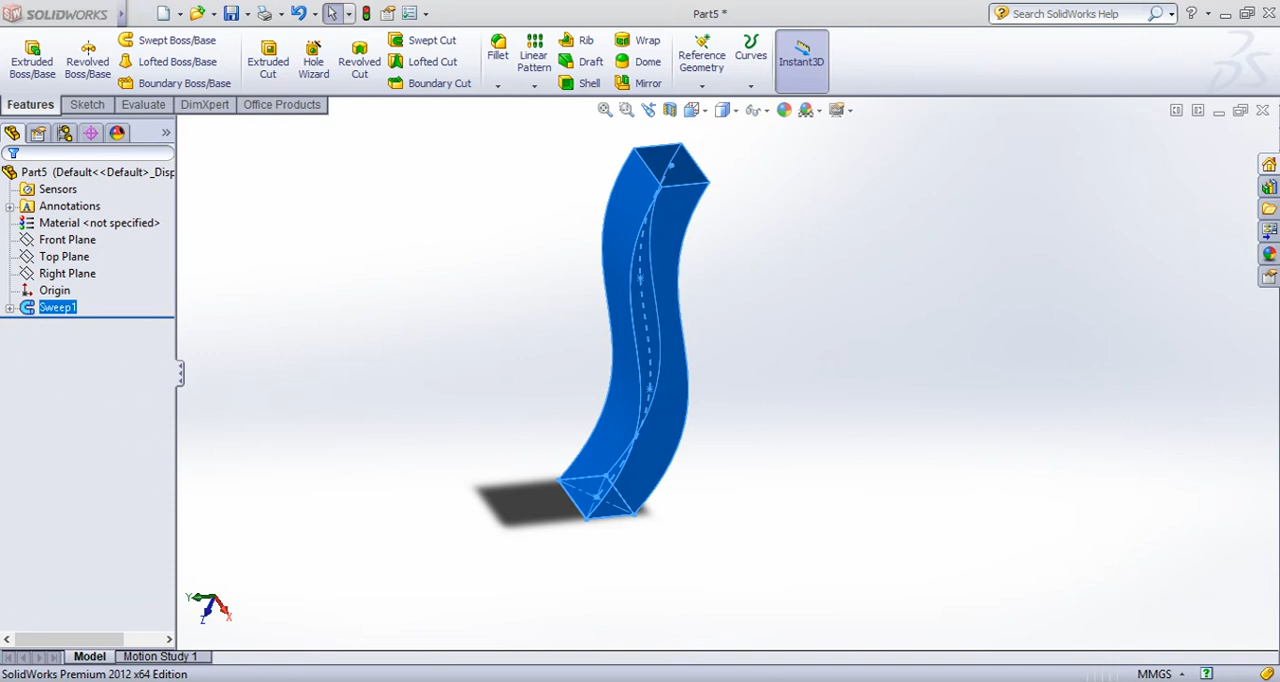 SOLIDWORKS
Part5 *
Search SolidWorks Help
Extruded Boss/Base
Revolved Boss/Base
Swept Boss/Base
Lofted Boss/Base
Boundary Boss/Base
Extruded Cut
Hole Wizard
Revolved Cut
Swept Cut
Lofted Cut
Boundary Cut
Fillet
Linear Pattern
Rib
Draft
Shell
Wrap
Dome
Mirror
Reference Geometry
Curves
Instant3D
Features Sketch Evaluate DimXpert Office Products
Part5 (Default<<Default>_Disp
Sensors
Annotations
Material <not specified>
Front Plane
Top Plane
Right Plane
Origin
Sweep1
Y
Z
X
Model Motion Study 1
SolidWorks Premium 2012 x64 Edition
MMGS